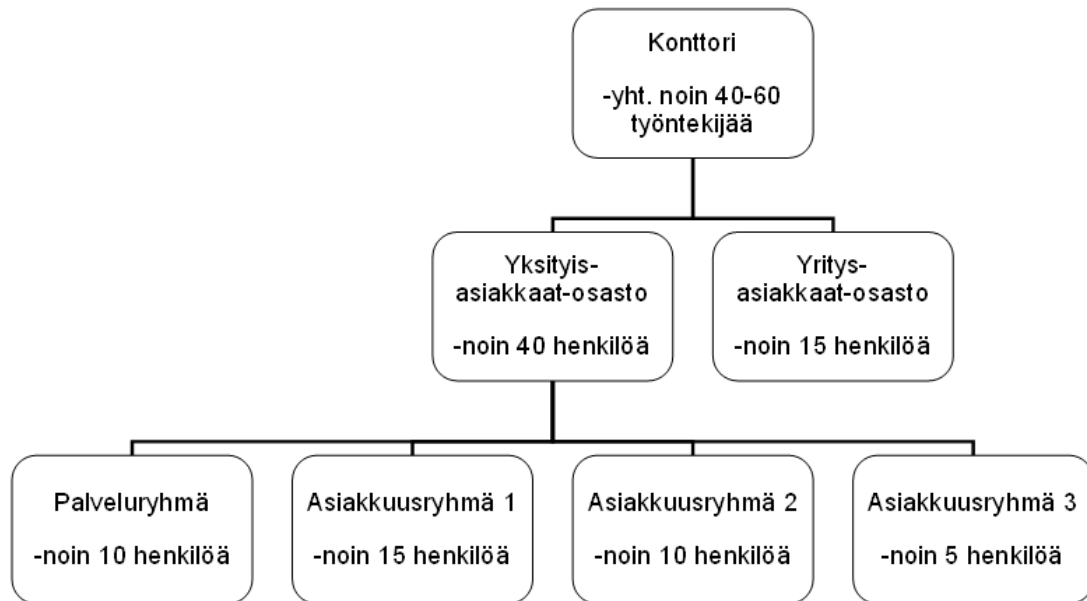 Konttori
-yht. noin 40-60
työntekijää
Yksityis-
asiakkaat-osasto
-noin 40 henkilöä
Yritys-
asiakkaat-osasto
-noin 15 henkilöä
Palveluryhmä
-noin 10 henkilöä
Asiakkuusryhmä 1
-noin 15 henkilöä
Asiakkuusryhmä 2
-noin 10 henkilöä
Asiakkuusryhmä 3
-noin 5 henkilöä